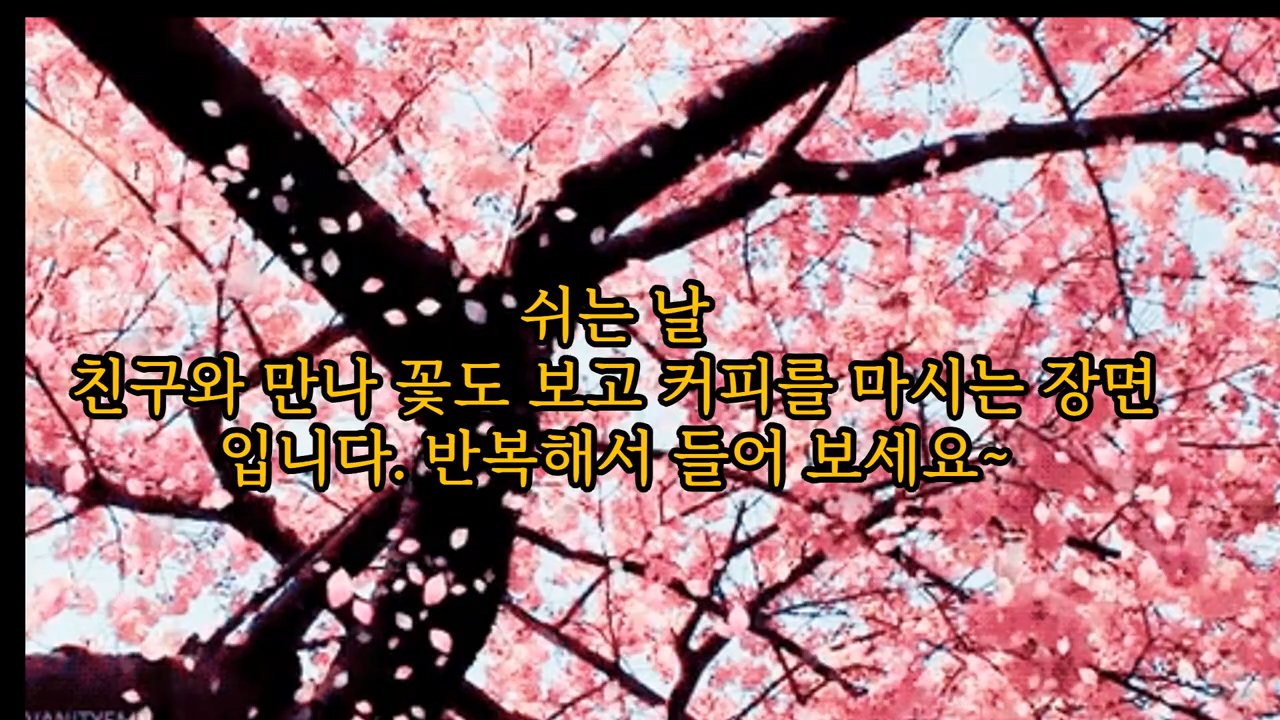 쉬는 날
친구와 만나 꽃도 보고 커피를 마시는 장면
입니다. 반복해서 들어 보세요~